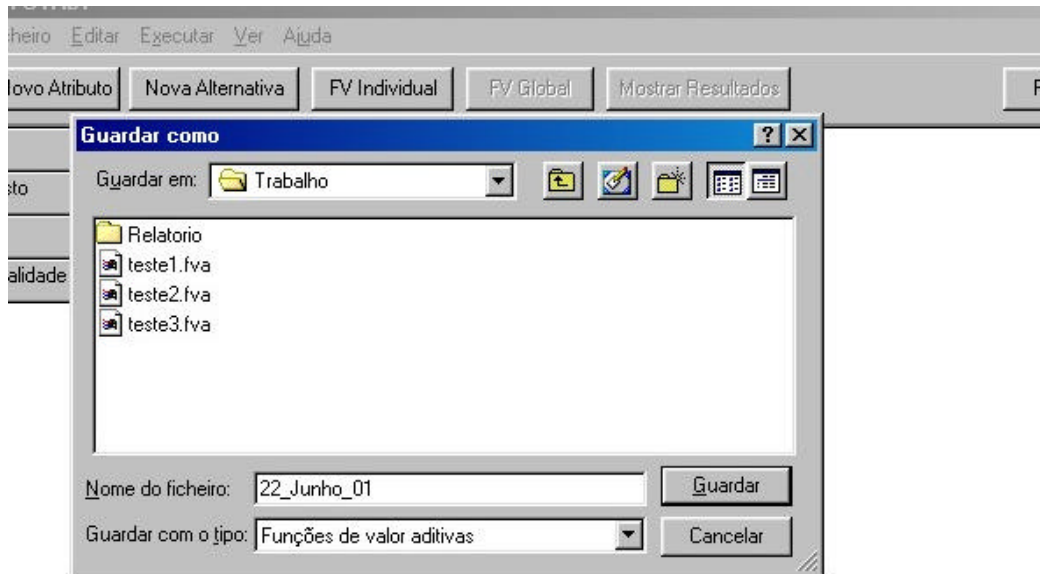 heiro Editar Executar Ver Ajuda
lovo Atributo Nova Alternativa FV Individual FV Global Mostrar Resultados
Guardar como
Guardar em: Trabalho
sto
Relatorio
teste1.fva
alidade
teste2.fva
teste3.fva
Nome do ficheiro: 22_Junho_01 Guardar
Guardar com o tipo: Funções de valor aditivas Cancelar